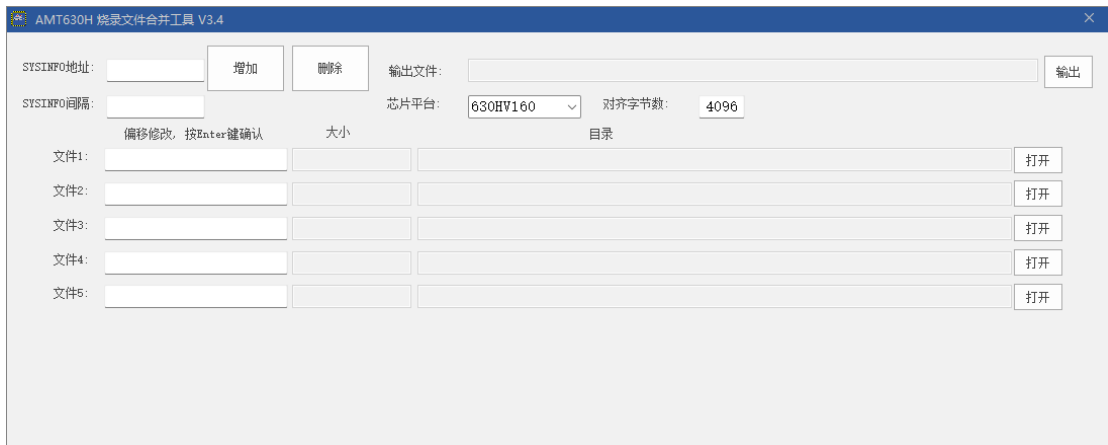 AMT630H 烧录文件合并工具 V3.4
SYSINFO地址: 增加 删除 输出文件: 输出
SYSINFO间隔: 芯片平台: 630HV160 对齐字节数: 4096
偏移修改, 按Enter键确认 大小 目录
文件1: 打开
文件2: 打开
文件3: 打开
文件4: 打开
文件5: 打开